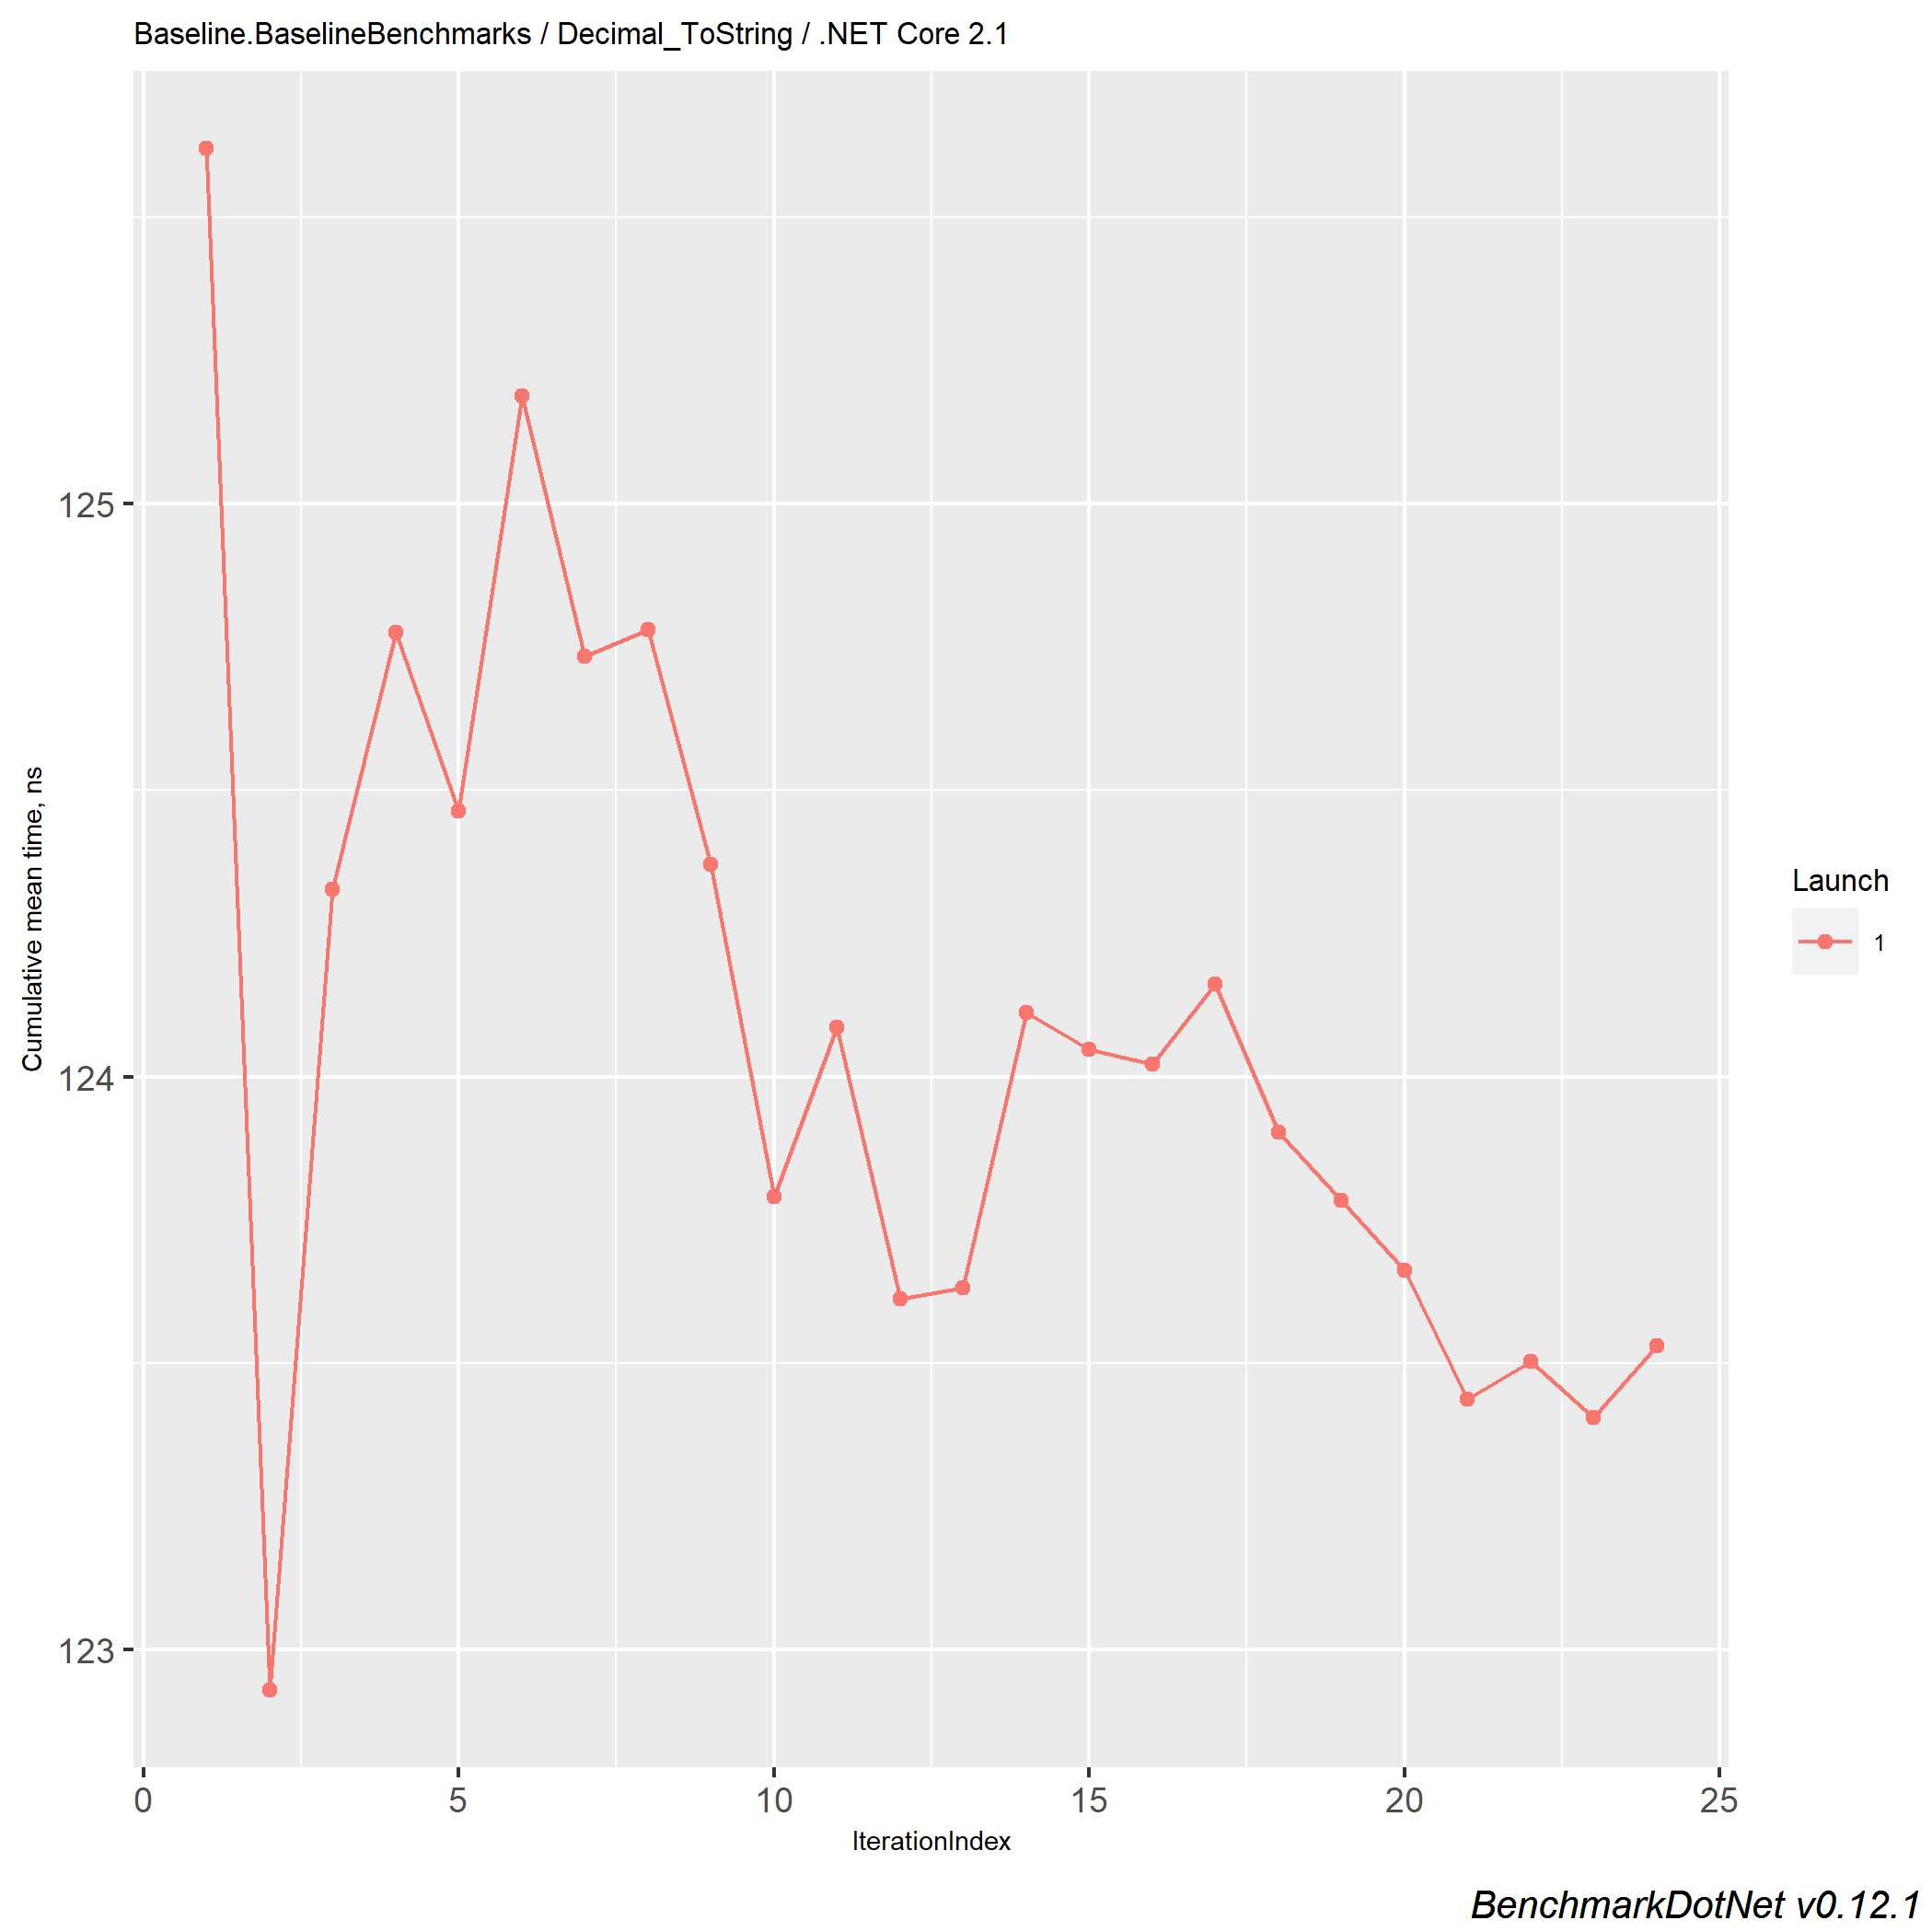 Baseline.BaselineBenchmarks / Decimal_ToString / .NET Core 2.1
Cumulative mean time, ns
125
124
123
0 5 10 15 20 25
IterationIndex
Launch
1
BenchmarkDotNet v0.12.1